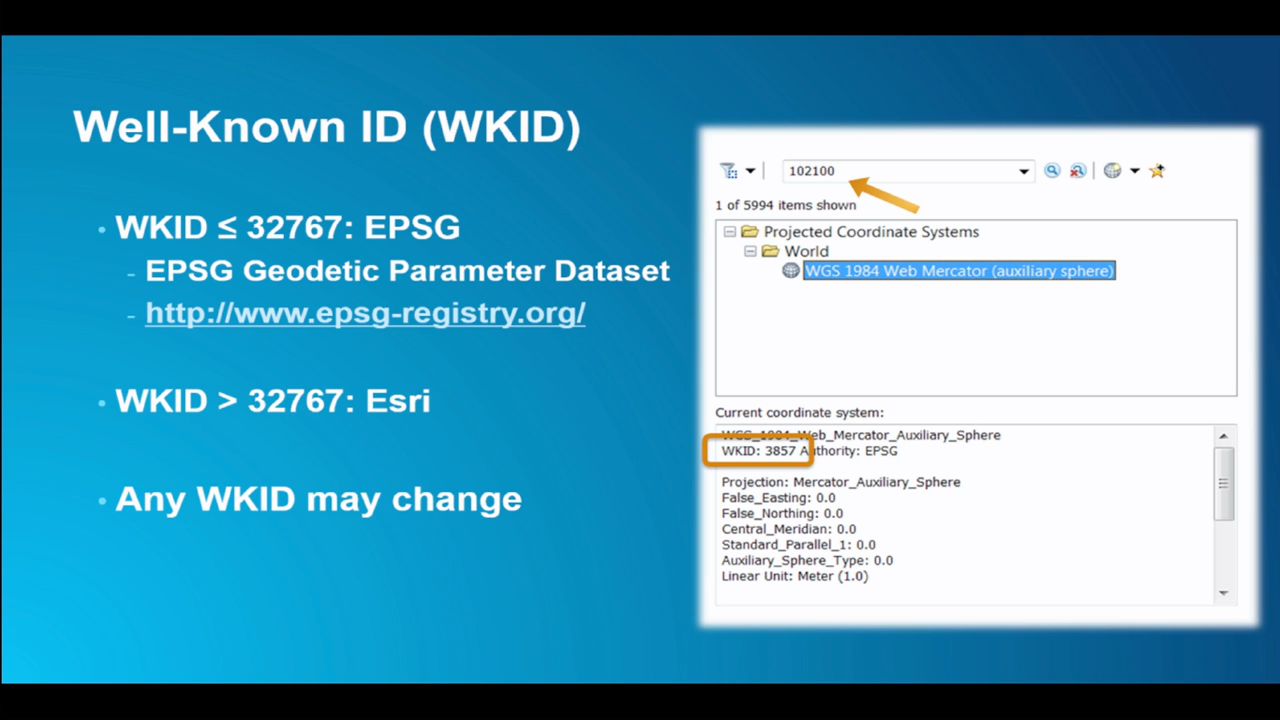 Well-Known ID (WKID)
• WKID ≤ 32767: EPSG
- EPSG Geodetic Parameter Dataset
- http://www.epsg-registry.org/
• WKID > 32767: Esri
• Any WKID may change
102100
1 of 5994 items shown
Projected Coordinate Systems
World
WGS 1984 Web Mercator (auxiliary sphere)
Current coordinate system:
WGS_1984_Web_Mercator_Auxiliary_Sphere
WKID: 3857 Authority: EPSG
Projection: Mercator_Auxiliary_Sphere
False_Easting: 0.0
False_Northing: 0.0
Central_Meridian: 0.0
Standard_Parallel_1: 0.0
Auxiliary_Sphere_Type: 0.0
Linear Unit: Meter (1.0)